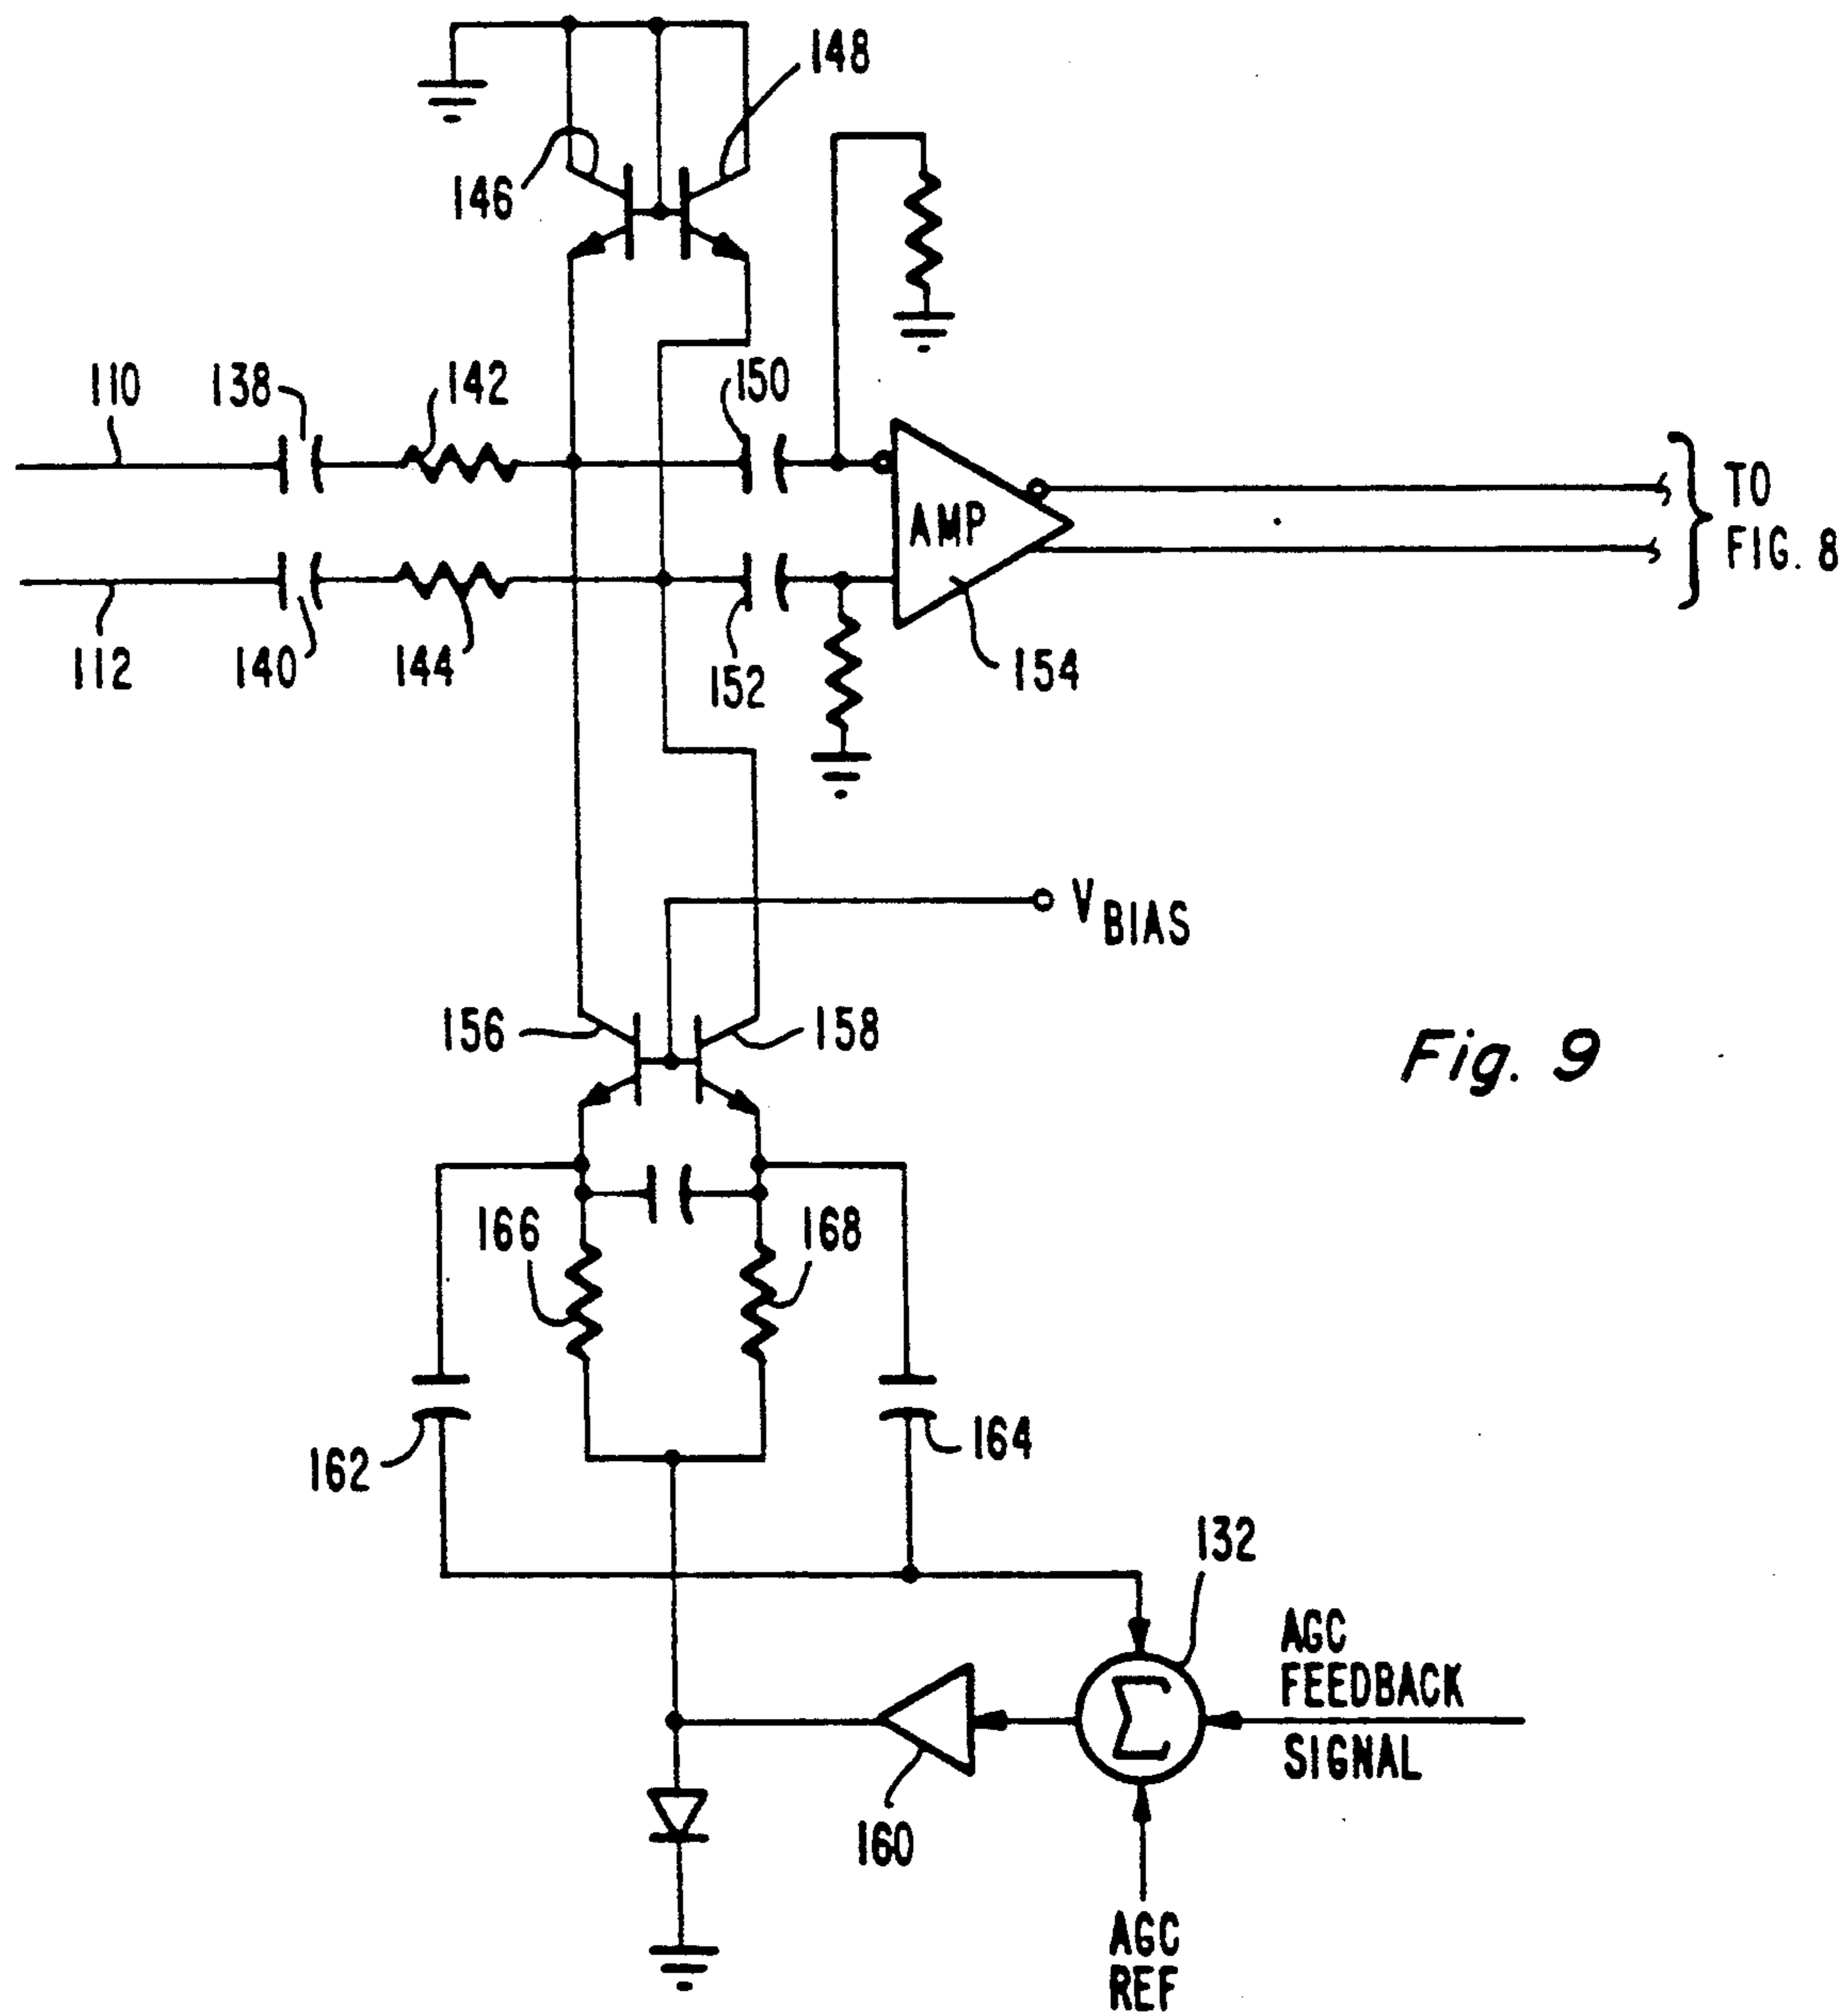 148
146
110
138
142
150
AMP
TO
FIG. 8
112
140
144
152
154
V BIAS
156
158
Fig. 9
166
168
162
164
132
AGC
FEEDBACK
SIGNAL
Σ
160
AGC
REF